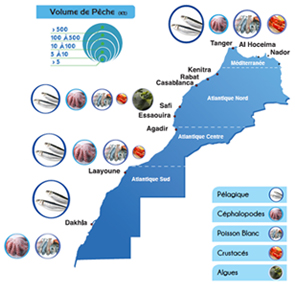 Volume de Pêche (KT)
> 500
100 À 500
10 À 100
5 À 10
> 5
Tanger
Al Hoceima
Nador
Méditerranée
Kenitra
Rabat
Casablanca
Atlantique Nord
Safi
Essaouira
Agadir
Atlantique Centre
Laayoune
Atlantique Sud
Dakhla
Pélagique
Céphalopodes
Poisson Blanc
Crustacés
Algues